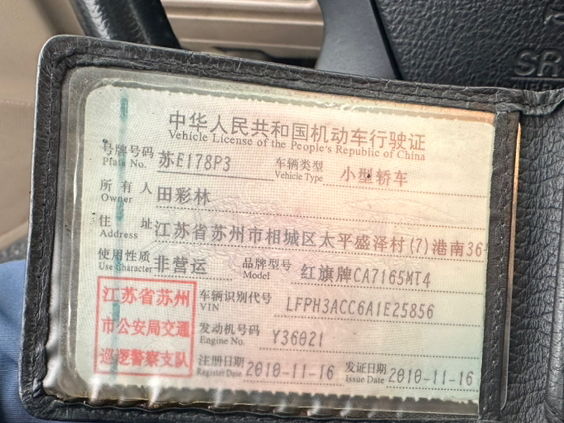 SR
中华人民共和国机动车行驶证
Vehicle License of the People's Republic of China
号牌号码 苏E178P3 车辆类型 小型轿车
Plate No. Vehicle Type
所有人 田彩林
Owner
住址 江苏省苏州市相城区太平盛泽村(7)港南36
Address
使用性质 非营运 品牌型号 红旗牌CA7165MT4
Use Character Model
江苏省苏州
市公安局交通
巡逻警察支队
车辆识别代号 LFPH3ACC6A1E25856
VIN
发动机号码 Y36021
Engine No.
注册日期 2010-11-16 发证日期 2010-11-16
Register Date Issue Date